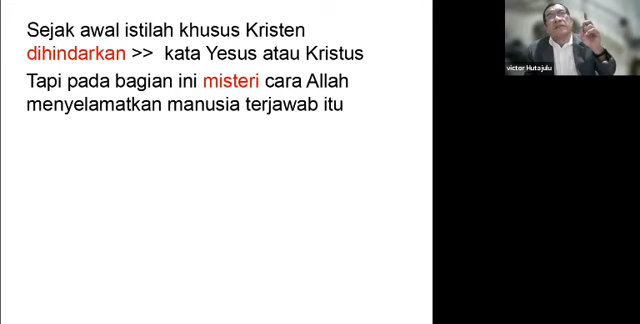 Sejak awal istilah khusus Kristen
dihindarkan >> kata Yesus atau Kristus
Tapi pada bagian ini misteri cara Allah
menyelamatkan manusia terjawab itu
victor Hutajulu